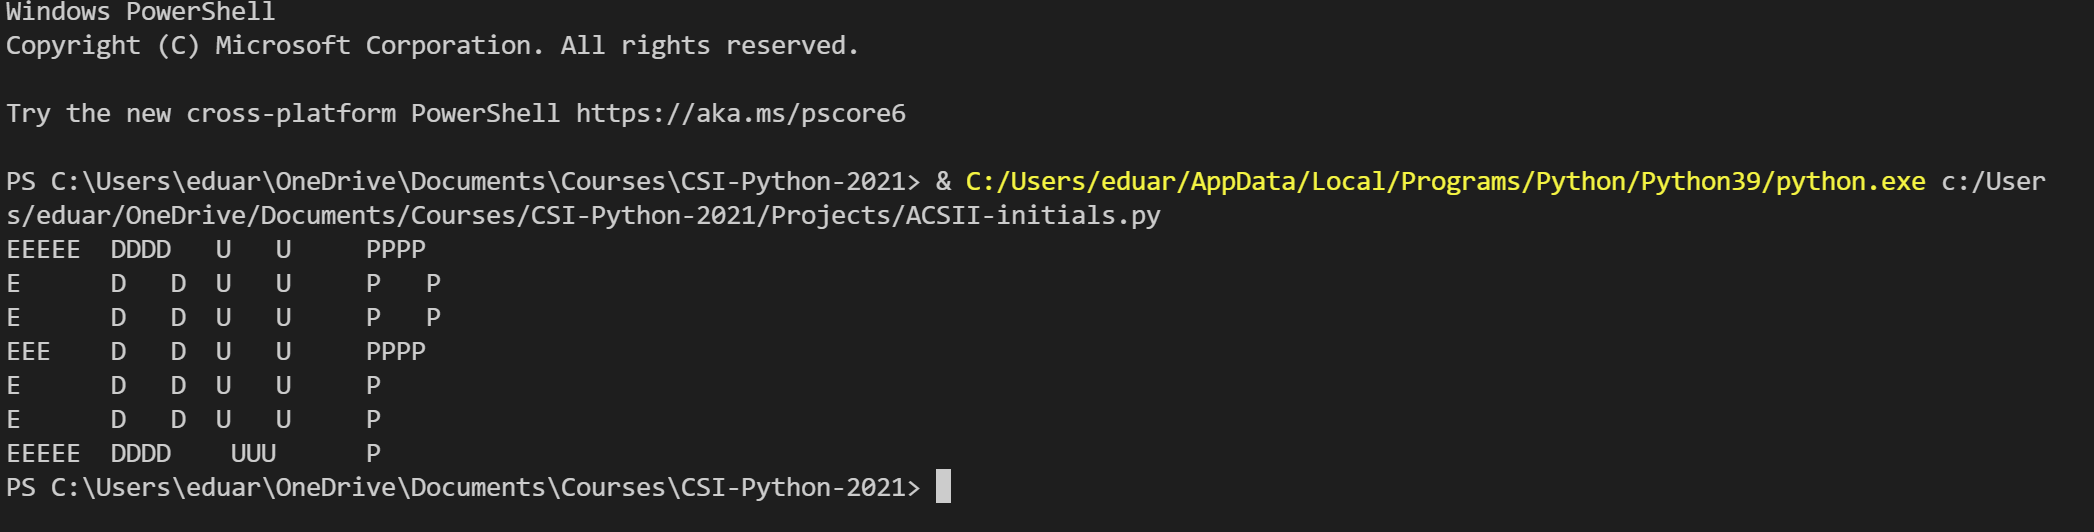 Windows PowerShell
Copyright (C) Microsoft Corporation. All rights reserved.

Try the new cross-platform PowerShell https://aka.ms/pscore6

PS C:\Users\eduar\OneDrive\Documents\Courses\CSI-Python-2021> & C:/Users/eduar/AppData/Local/Programs/Python/Python39/python.exe c:/User
s/eduar/OneDrive/Documents/Courses/CSI-Python-2021/Projects/ACSII-initials.py
EEEEE  DDDD   U   U     PPPP
E      D   D  U   U     P   P
E      D   D  U   U     P   P
EEE    D   D  U   U     PPPP
E      D   D  U   U     P
E      D   D  U   U     P
EEEEE  DDDD    UUU      P
PS C:\Users\eduar\OneDrive\Documents\Courses\CSI-Python-2021>